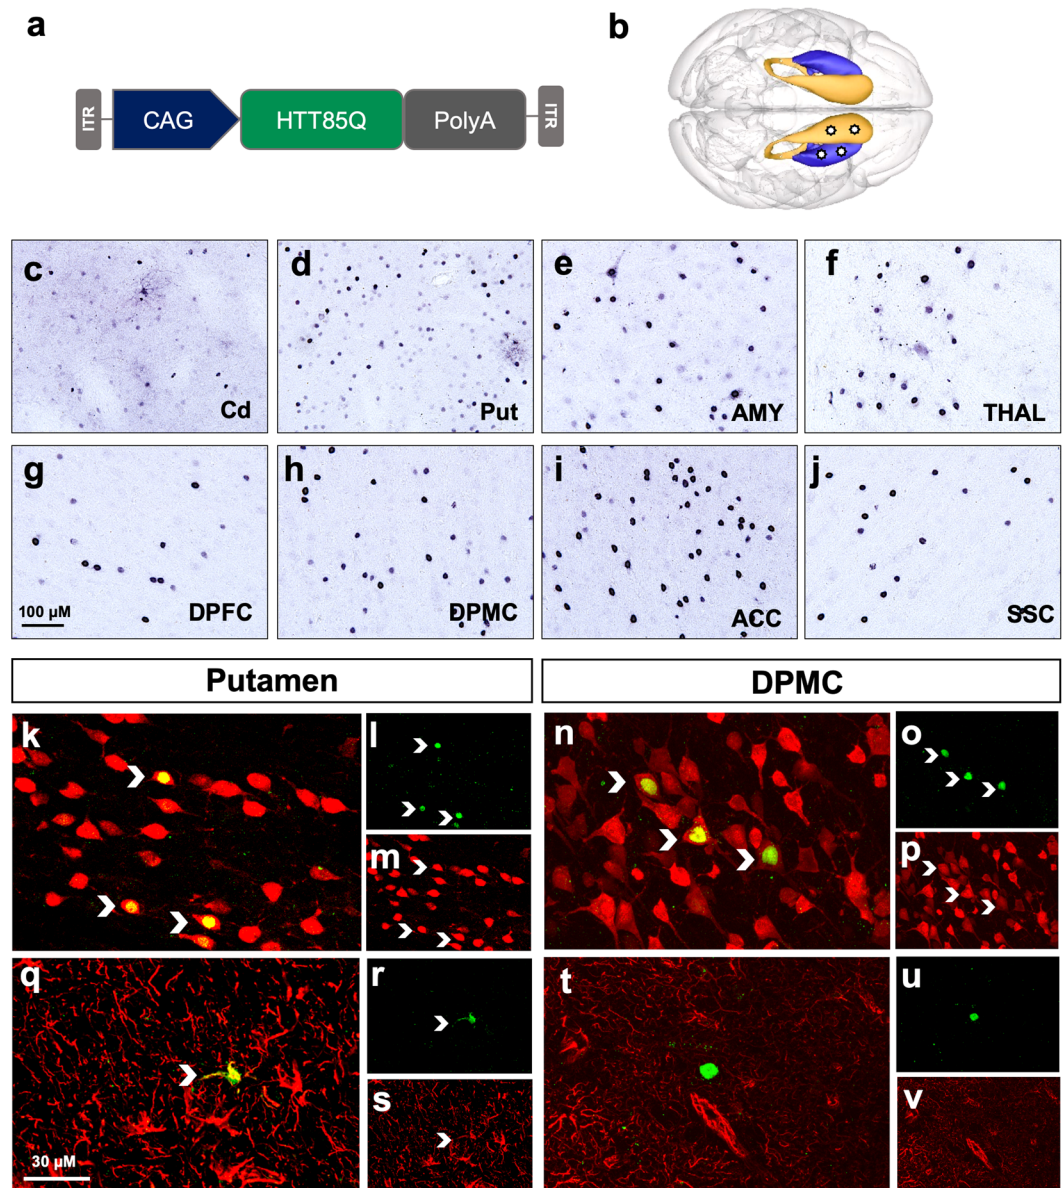 a
b
ITR
CAG
HTT85Q
PolyA
ITR
c
Cd
d
Put
e
AMY
f
THAL
g
100 µM
DPFC
h
DPMC
i
ACC
j
SSC
Putamen
DPMC
k
l
m
n
o
p
q
30 µM
r
s
t
u
v